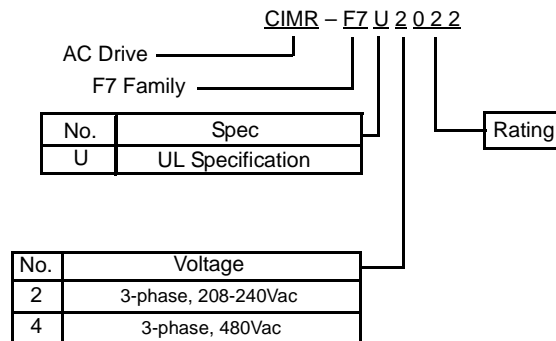 CIMR – F7 U 2 0 2 2
AC Drive
F7 Family
No. Spec
U UL Specification
Rating
No. Voltage
2 3-phase, 208-240Vac
4 3-phase, 480Vac